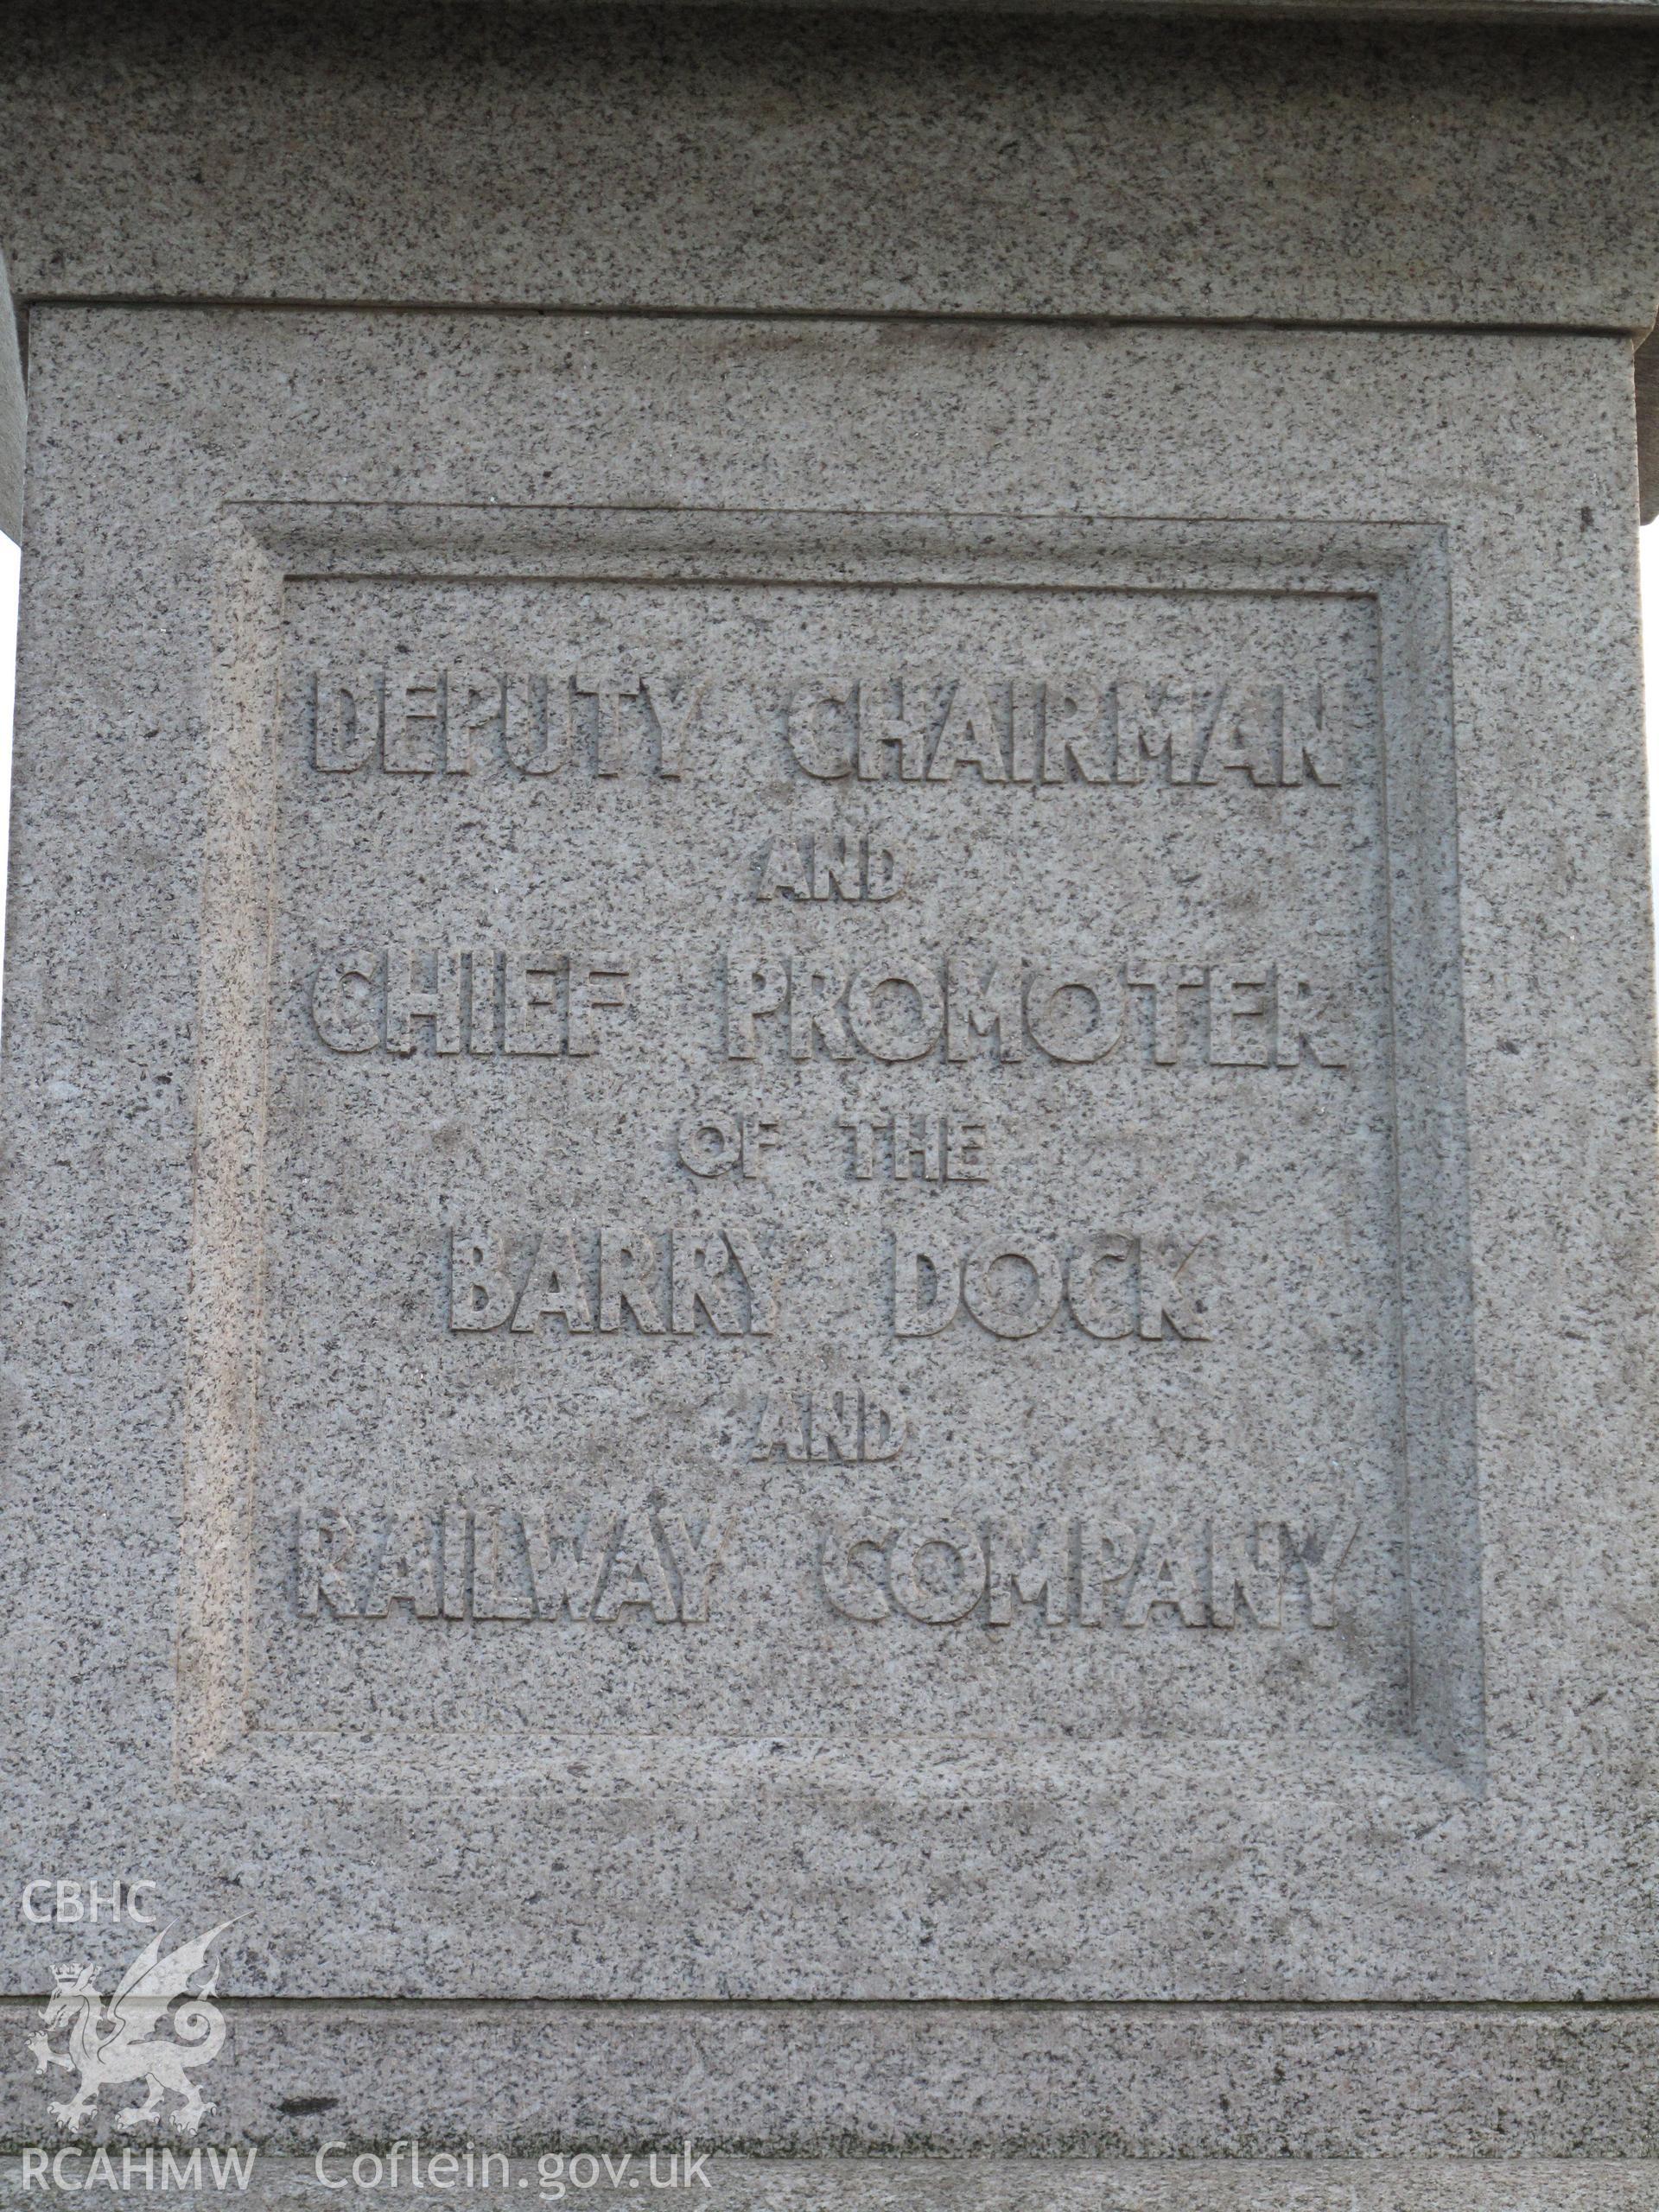 DEPUTY CHAIRMAN
AND
CHIEF PROMOTER
OF THE
BARRY DOCK
AND
RAILWAY COMPANY
CBHC
RCAHMW Coflein.gov.uk